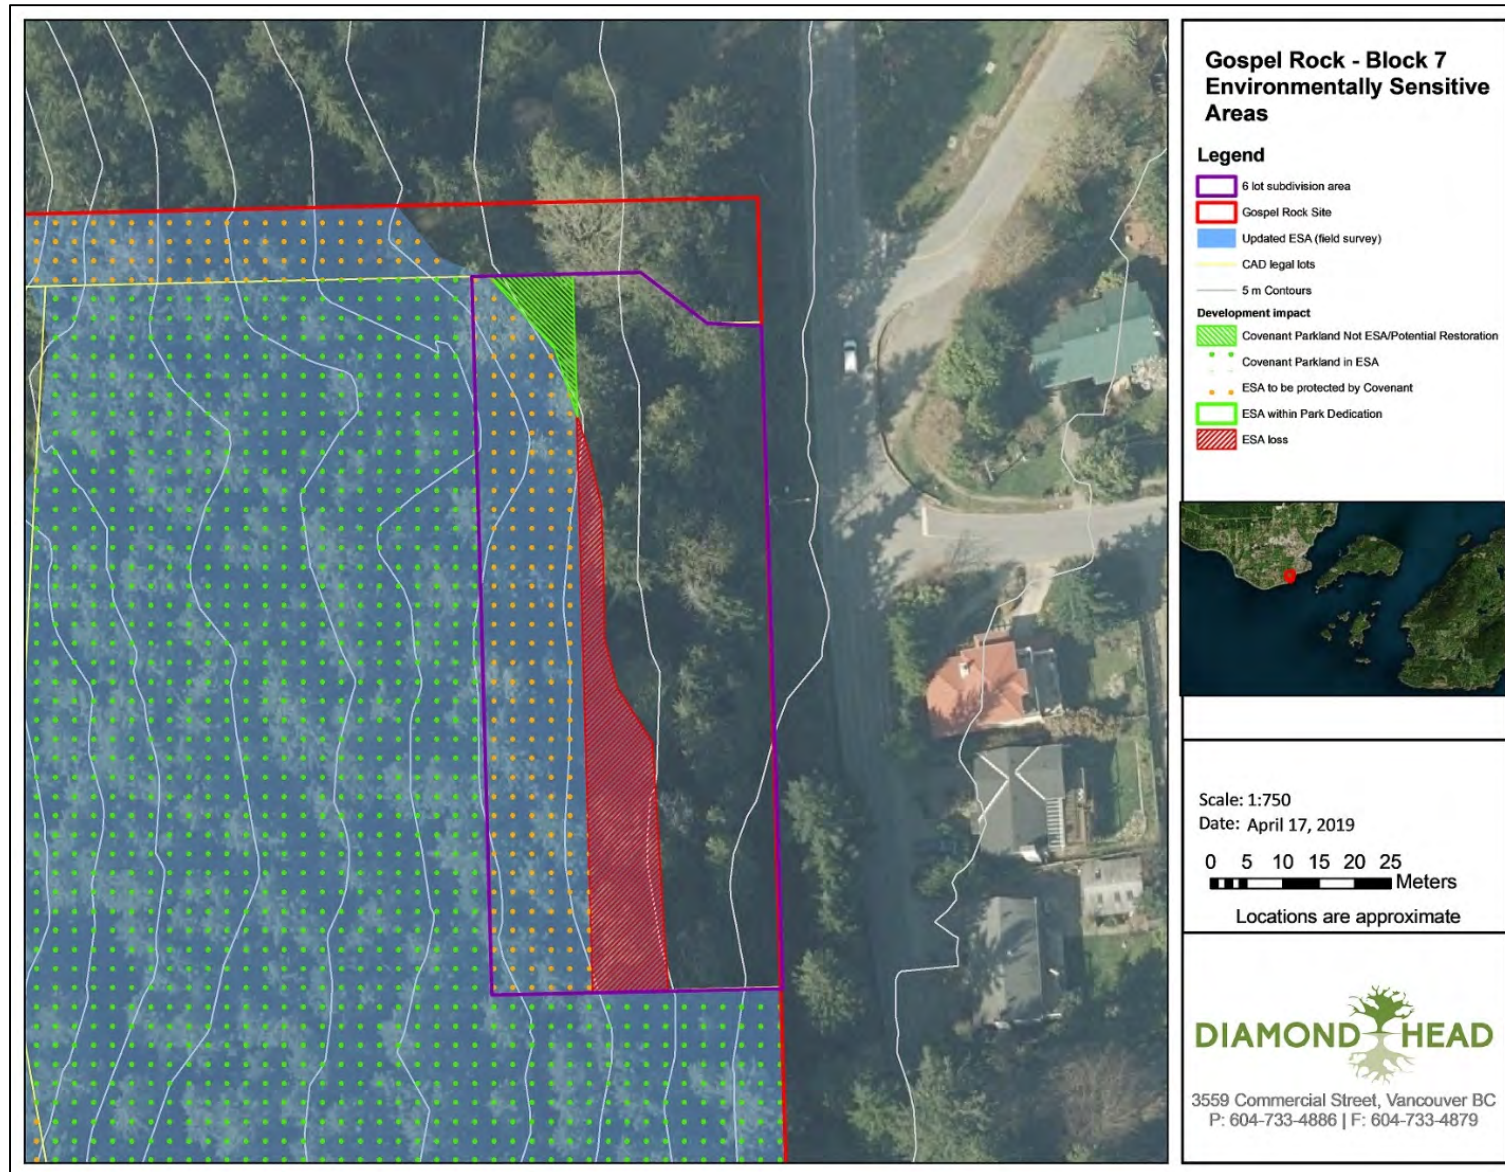 Gospel Rock - Block 7
Environmentally Sensitive
Areas
Legend
6 lot subdivision area
Gospel Rock Site
Updated ESA (field survey)
CAD legal lots
5 m Contours
Development impact
Covenant Parkland Not ESA/Potential Restoration
Covenant Parkland in ESA
ESA to be protected by Covenant
ESA within Park Dedication
ESA loss
Scale: 1:750
Date: April 17, 2019
0 5 10 15 20 25
Meters
Locations are approximate
DIAMOND HEAD
3559 Commercial Street, Vancouver BC
P: 604-733-4886 | F: 604-733-4879